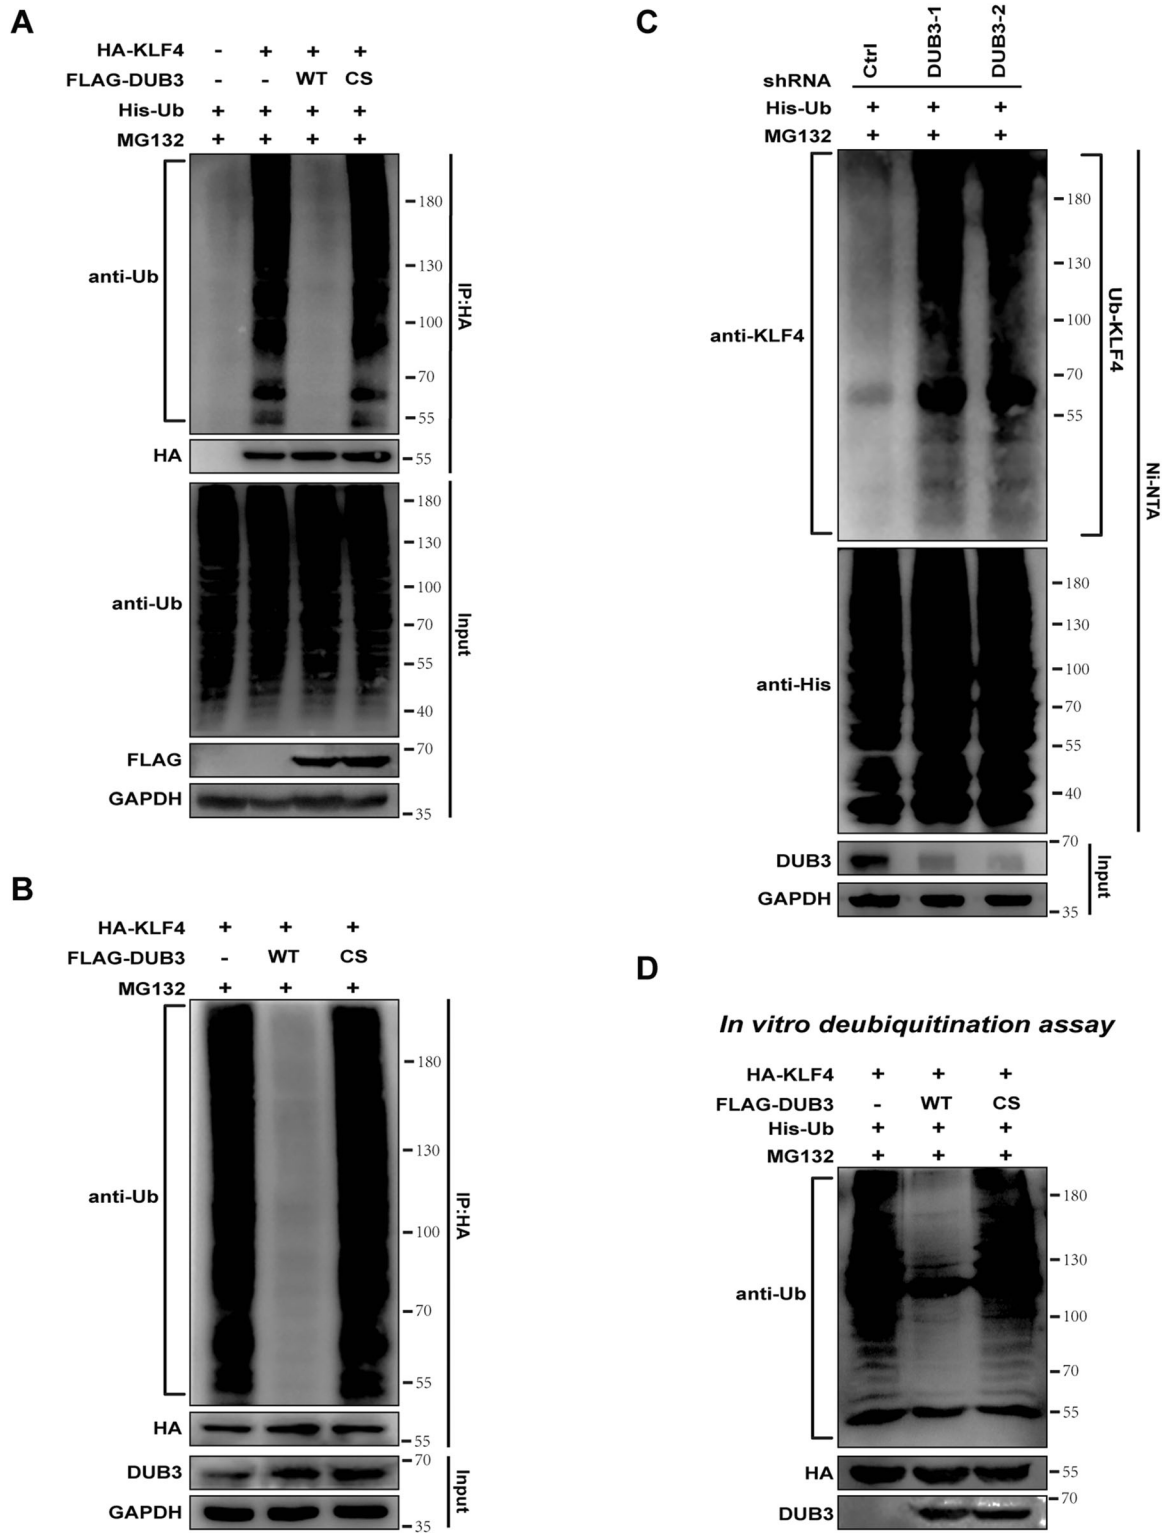 A
HA-KLF4 - + + +
FLAG-DUB3 - - WT CS
His-Ub + + + +
MG132 + + + +
anti-Ub
180
130
100
70
55
IP:HA
HA
55
anti-Ub
180
130
100
70
55
40
Input
FLAG
70
GAPDH
35
B
HA-KLF4 + + +
FLAG-DUB3 - WT CS
MG132 + + +
anti-Ub
180
130
100
70
55
IP:HA
HA
55
DUB3
70
GAPDH
35
Input
C
shRNA Ctrl DUB3-1 DUB3-2
His-Ub + + +
MG132 + + +
anti-KLF4
180
130
100
70
55
Ub-KLF4
Ni-NTA
anti-His
180
130
100
70
55
40
DUB3
70
GAPDH
35
Input
D
In vitro deubiquitination assay
HA-KLF4 + + +
FLAG-DUB3 - WT CS
His-Ub + + +
MG132 + + +
anti-Ub
180
130
100
70
55
HA
55
DUB3
70